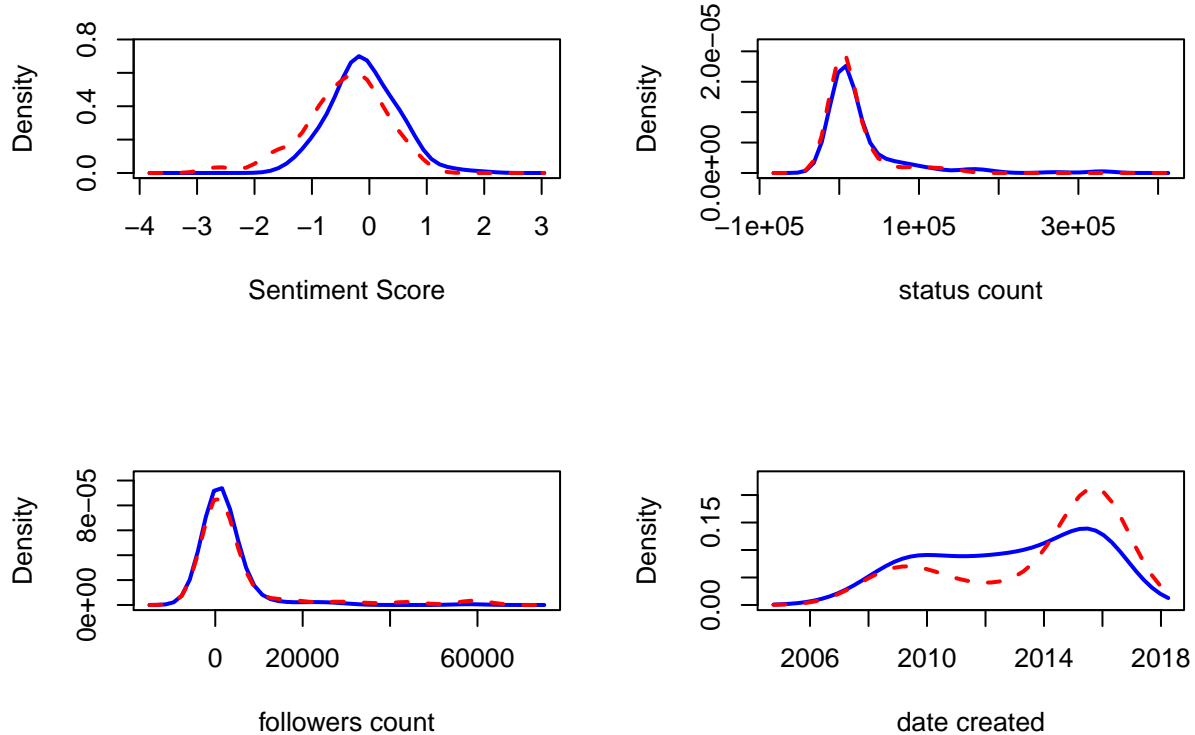 Density
0.0 0.4 0.8
−4 −3 −2 −1 0 1 2 3
Sentiment Score
Density
0.0e+00 2.0e−05
−1e+05 1e+05 3e+05
status count
Density
0e+00 8e−05
0 20000 60000
followers count
Density
0.00 0.15
2006 2010 2014 2018
date created